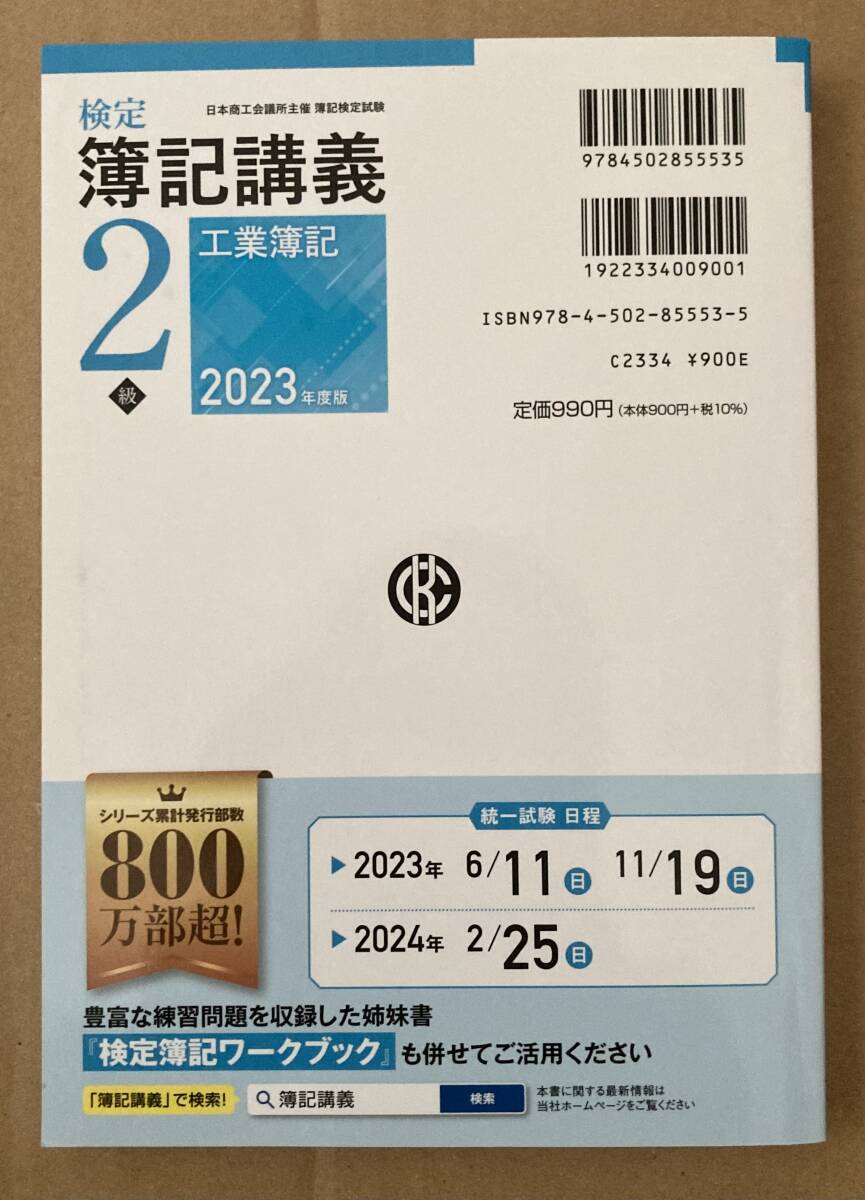 日本商工会議所主催 簿記検定試験
検定
簿記講義
2級
工業簿記
2023年度版
9784502855535
1922334009001
ISBN978-4-502-85553-5
C2334 ¥900E
定価990円(本体900円+税10%)
シリーズ累計発行部数
800
万部超!
統一試験 日程
2023年 6/11日 11/19日
2024年 2/25日
豊富な練習問題を収録した姉妹書
『検定簿記ワークブック』も併せてご活用ください
「簿記講義」で検索!
簿記講義 検索
本書に関する最新情報は
当社ホームページをご覧ください